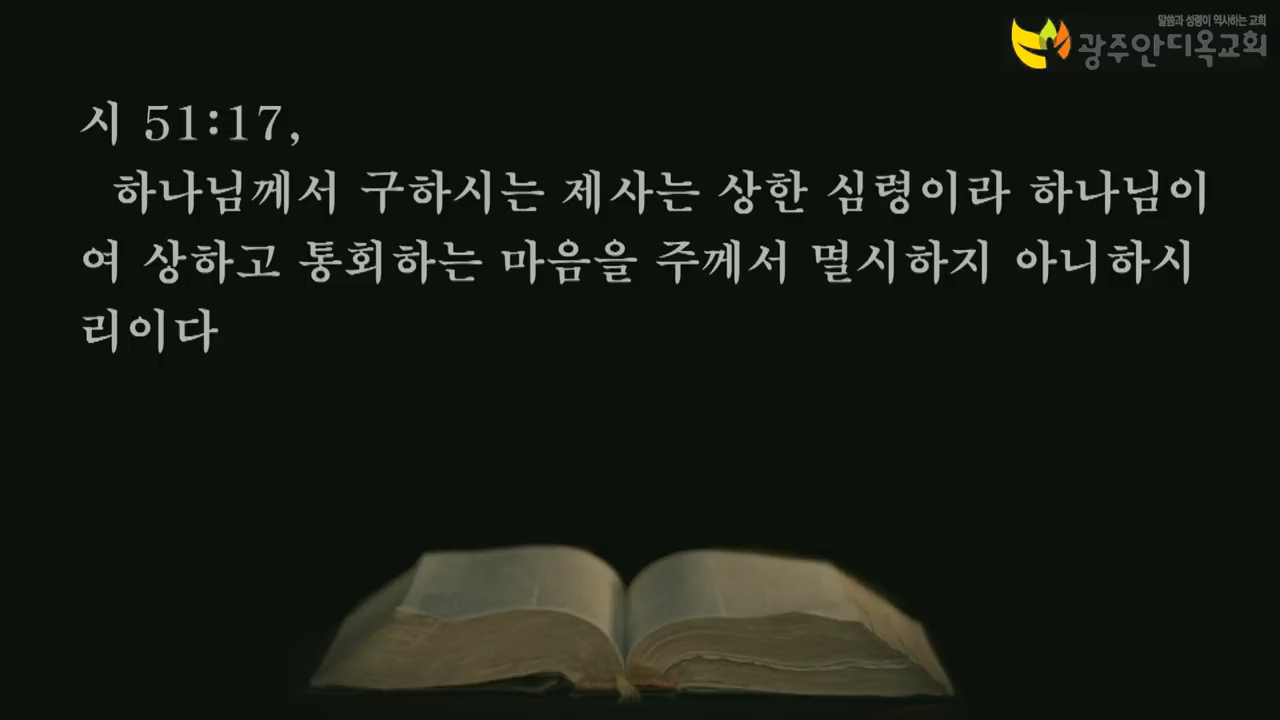 말씀과 성령이 역사하는 교회
광주안디옥교회
시 51:17,
하나님께서 구하시는 제사는 상한 심령이라 하나님이
여 상하고 통회하는 마음을 주께서 멸시하지 아니하시
리이다